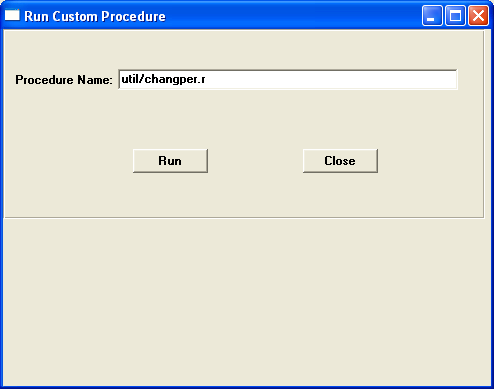 Run Custom Procedure
Procedure Name: util/changper.r
Run Close